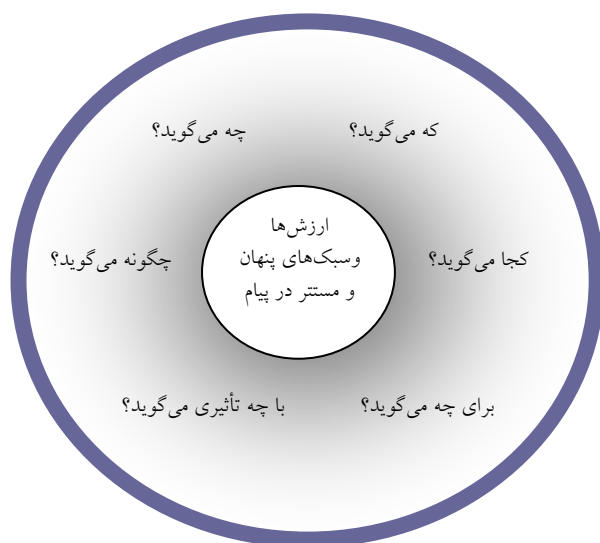 که می‌گوید؟
چه می‌گوید؟
ارزش‌ها
وسبک‌های پنهان
و مستتر در پیام
کجا می‌گوید؟
چگونه می‌گوید؟
برای چه می‌گوید؟
با چه تأثیری می‌گوید؟